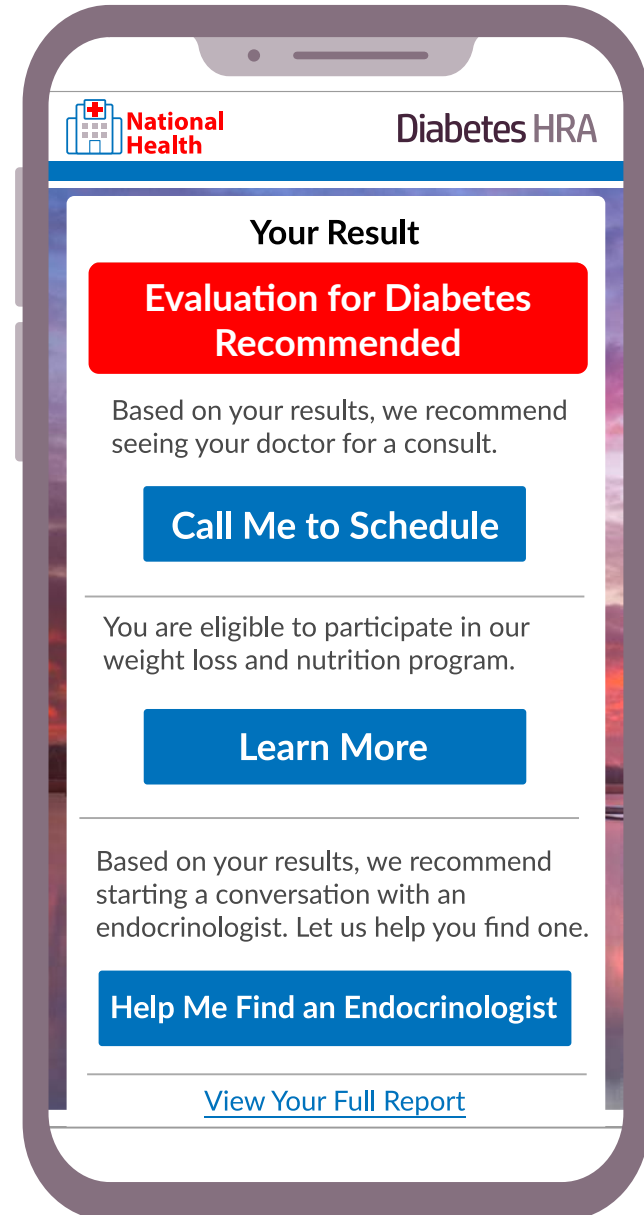 National
Health
Diabetes HRA
Your Result
Evaluation for Diabetes
Recommended
Based on your results, we recommend
seeing your doctor for a consult.
Call Me to Schedule
You are eligible to participate in our
weight loss and nutrition program.
Learn More
Based on your results, we recommend
starting a conversation with an
endocrinologist. Let us help you find one.
Help Me Find an Endocrinologist
View Your Full Report